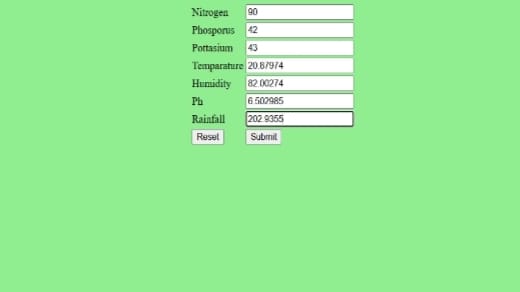 Nitrogen 90
Phosporus 42
Pottasium 43
Temparature 20.87974
Humidity 82.00274
Ph 6.502985
Rainfall 202.9355
Reset Submit